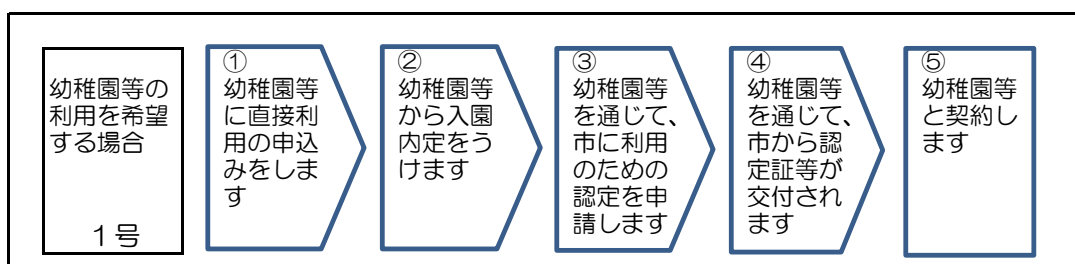 幼稚園等の
利用を希望
する場合
1号
①
幼稚園等
に直接利
用の申込
みをしま
す
②
幼稚園等
から入園
内定をう
けます
③
幼稚園等
を通じて、
市に利用
のための
認定を申
請します
④
幼稚園等
を通じて、
市から認
定証等が
交付され
ます
⑤
幼稚園等
と契約し
ます